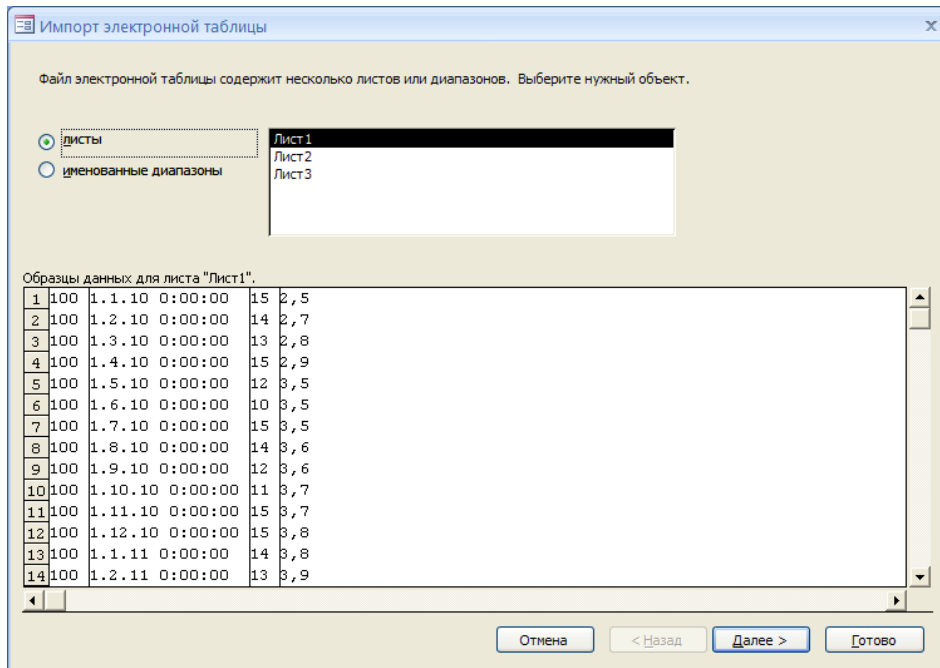 Импорт электронной таблицы
Файл электронной таблицы содержит несколько листов или диапазонов. Выберите нужный объект.
листы
именованные диапазоны
Лист1
Лист2
Лист3
Образцы данных для листа "Лист1".
1 100 1.1.10 0:00:00 15 2,5
2 100 1.2.10 0:00:00 14 2,7
3 100 1.3.10 0:00:00 13 2,8
4 100 1.4.10 0:00:00 15 2,9
5 100 1.5.10 0:00:00 12 3,5
6 100 1.6.10 0:00:00 10 3,5
7 100 1.7.10 0:00:00 15 3,5
8 100 1.8.10 0:00:00 14 3,6
9 100 1.9.10 0:00:00 12 3,6
10 100 1.10.10 0:00:00 11 3,7
11 100 1.11.10 0:00:00 15 3,7
12 100 1.12.10 0:00:00 15 3,8
13 100 1.1.11 0:00:00 14 3,8
14 100 1.2.11 0:00:00 13 3,9
Отмена < Назад Далее > Готово